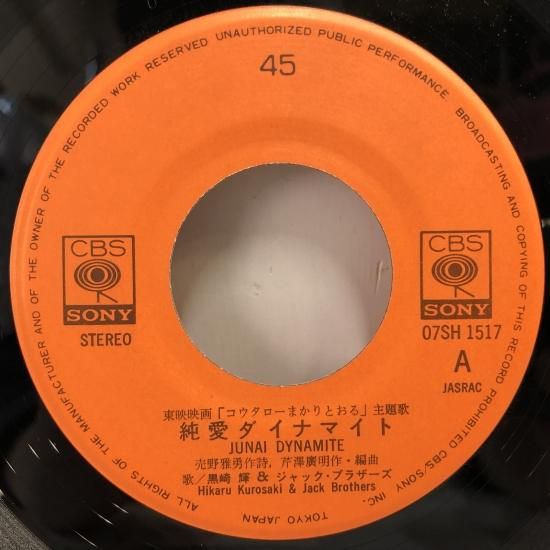 ALL RIGHTS OF THE MANUFACTURER AND OF THE OWNER OF THE RECORDED WORK RESERVED UNAUTHORIZED PUBLIC PERFORMANCE. BROADCASTING AND COPYING OF THIS RECORD PROHIBITED CBS/SONY INC. TOKYO JAPAN
45
CBS
SONY
STEREO
CBS
SONY
07SH 1517
A
JASRAC
東映映画「コウタローまかりとおる」主題歌
純愛ダイナマイト
JUNAI DYNAMITE
売野雅勇作詩, 芹澤廣明作・編曲
歌/黒崎 輝 & ジャック・ブラザーズ
Hikaru Kurosaki & Jack Brothers